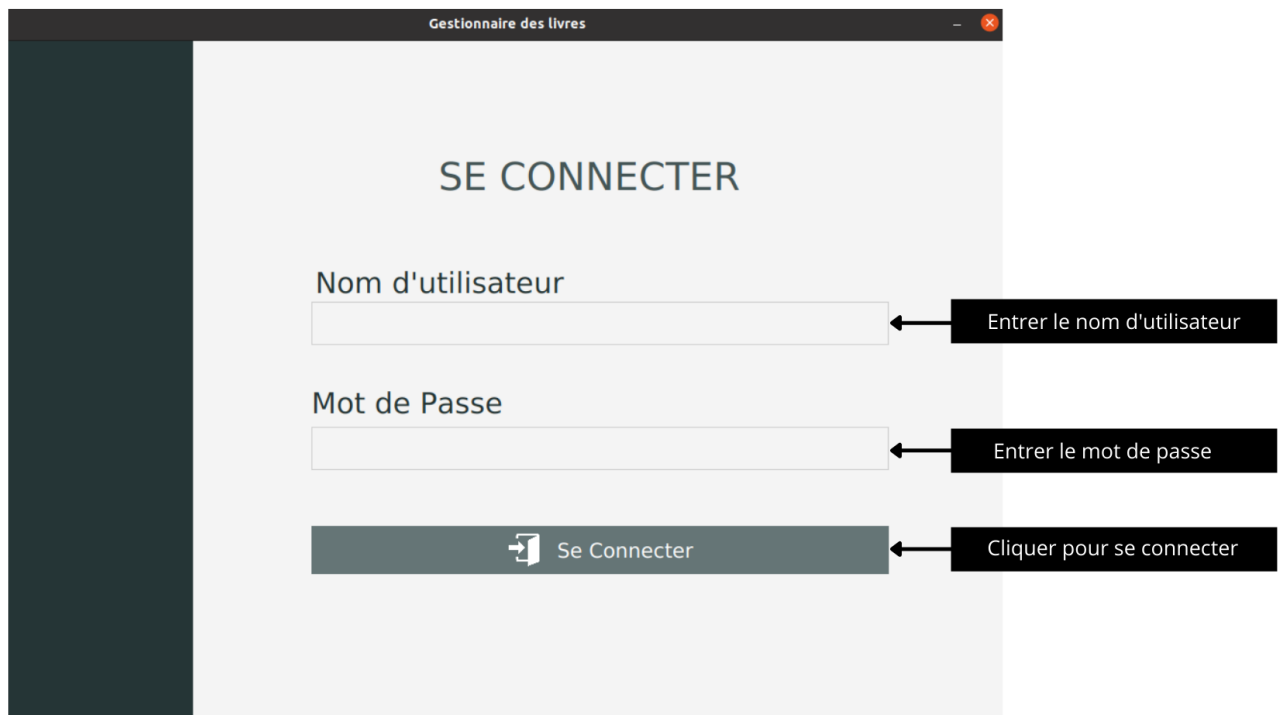 Gestionnaire des livres
SE CONNECTER
Nom d'utilisateur
Entrer le nom d'utilisateur
Mot de Passe
Entrer le mot de passe
Se Connecter
Cliquer pour se connecter